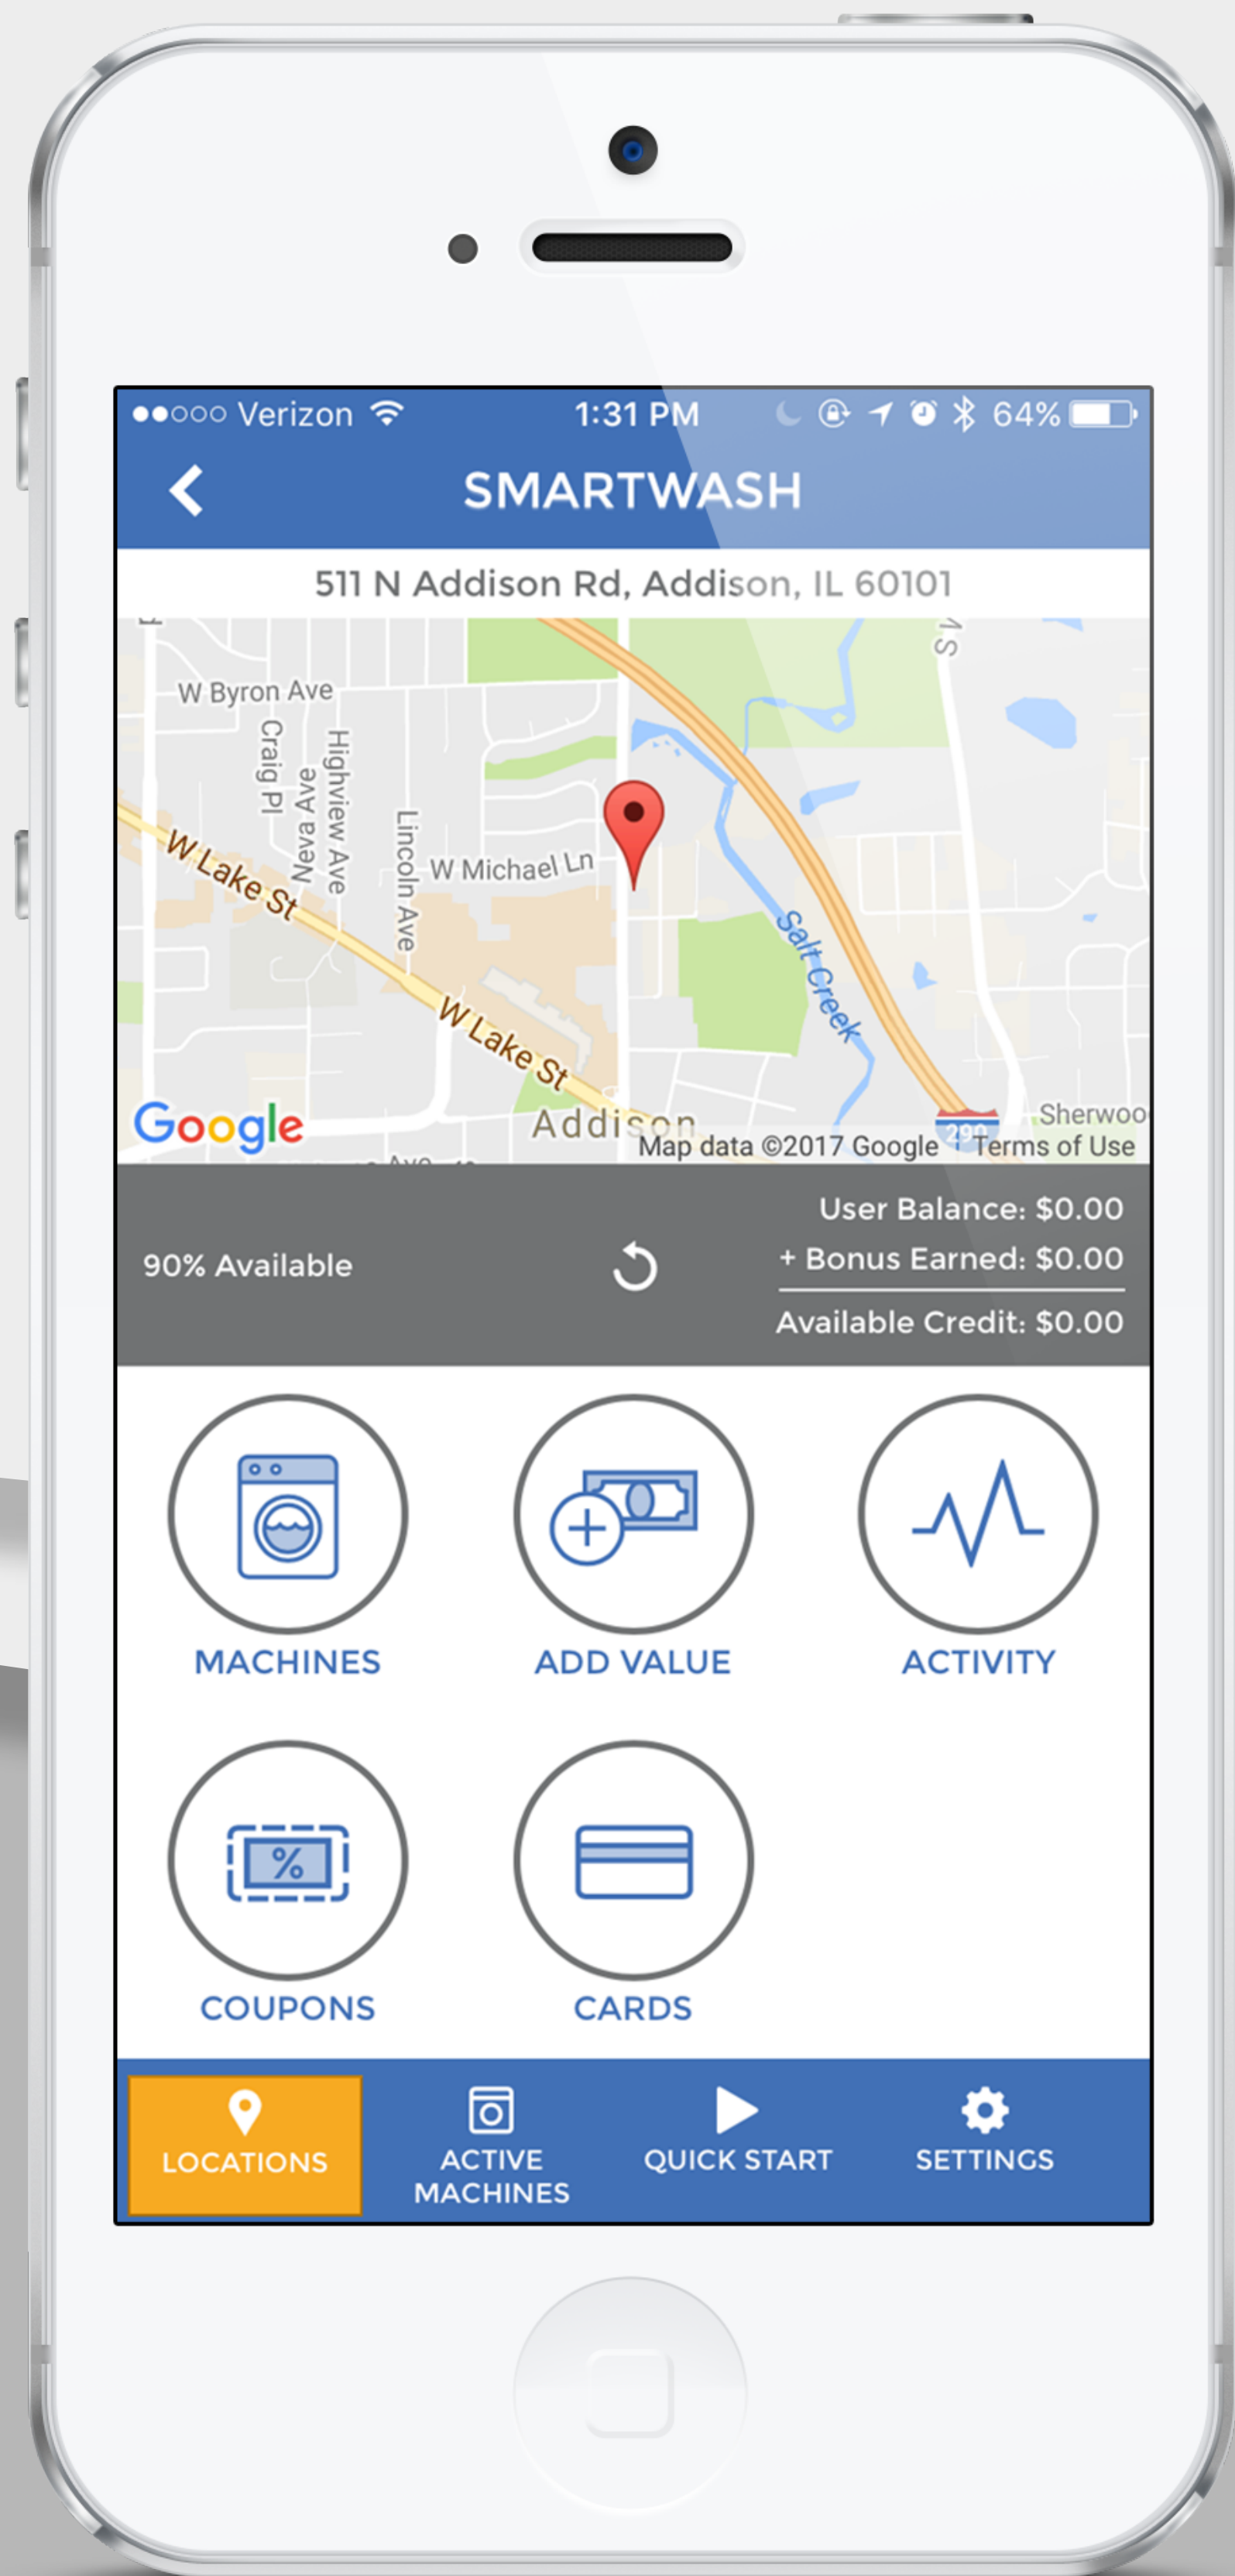 Verizon 1:31 PM 64%
SMARTWASH
511 N Addison Rd, Addison, IL 60101
W Byron Ave
Craig Pl
Neva Ave
Highview Ave
Lincoln Ave
W Michael Ln
W Lake St
W Lake St
Salt Creek
Addison
290
Sherwoo
Google
Map data ©2017 Google Terms of Use
90% Available
User Balance: $0.00
+ Bonus Earned: $0.00
Available Credit: $0.00
MACHINES ADD VALUE ACTIVITY
%
COUPONS CARDS
LOCATIONS ACTIVE MACHINES QUICK START SETTINGS